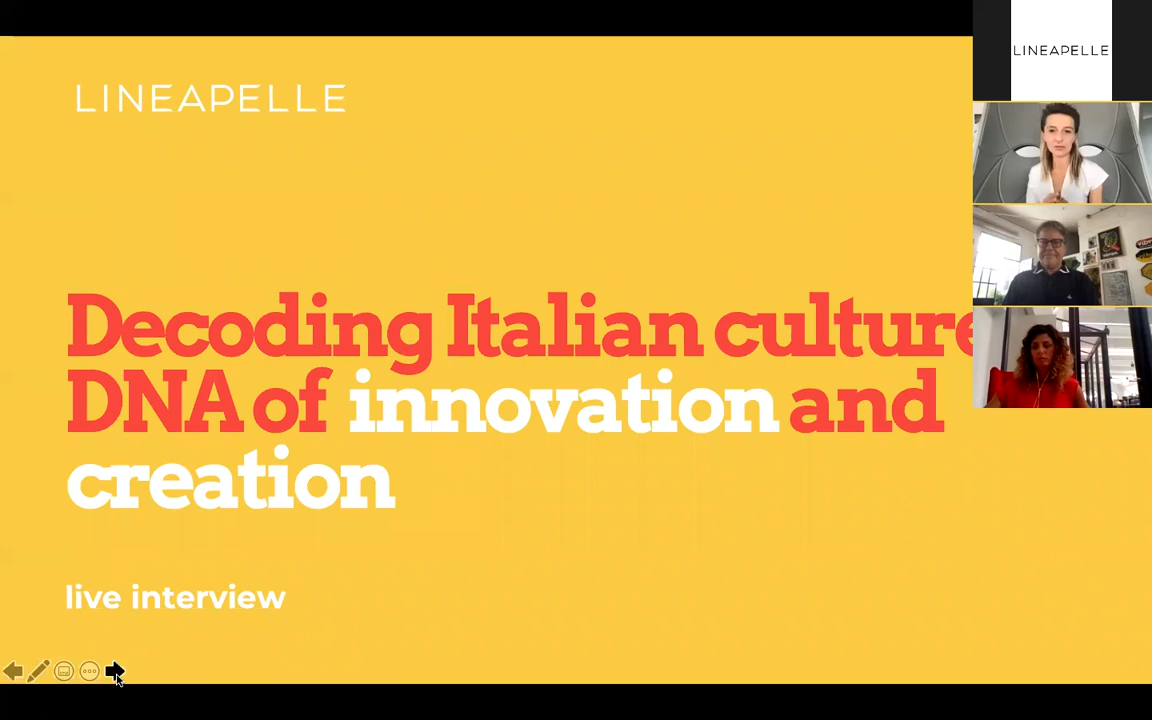 LINEAPELLE
LINEAPELLE
Decoding Italian culture
DNA of innovation and
creation
live interview